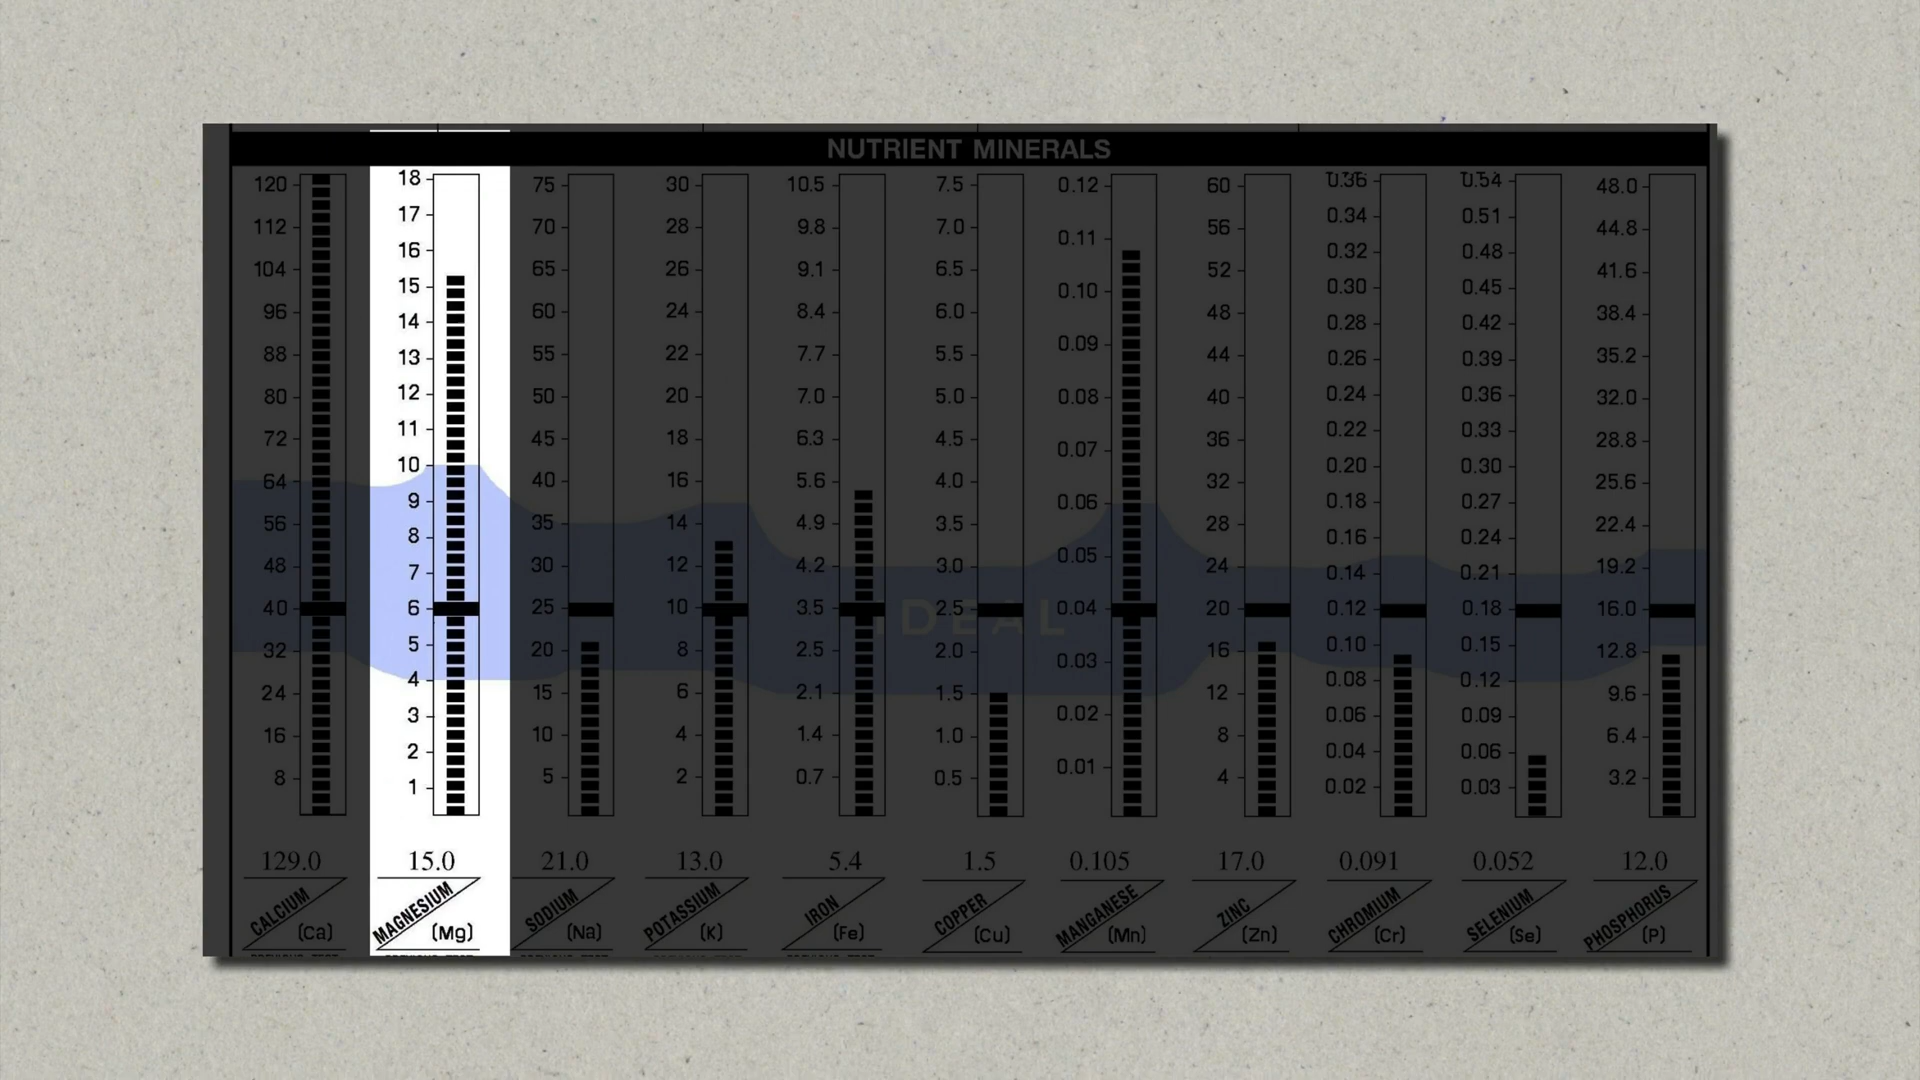 NUTRIENT MINERALS
120 18 75 30 10.5 7.5 0.12 60 0.36 0.54 48.0
112 17 70 28 9.8 7.0 0.11 56 0.34 0.51 44.8
104 16 65 26 9.1 6.5 0.10 52 0.32 0.48 41.6
96 15 60 24 8.4 6.0 0.09 48 0.30 0.45 38.4
88 14 55 22 7.7 5.5 0.08 44 0.28 0.42 35.2
80 13 50 20 7.0 5.0 0.07 40 0.26 0.39 32.0
72 12 45 18 6.3 4.5 0.06 36 0.24 0.36 28.8
64 11 40 16 5.6 4.0 0.05 32 0.22 0.33 25.6
56 10 35 14 4.9 3.5 0.04 28 0.20 0.30 22.4
48 9 30 12 4.2 3.0 0.03 24 0.18 0.27 19.2
40 8 25 10 3.5 2.5 0.02 20 0.16 0.24 16.0
32 7 20 8 2.5 2.0 0.01 16 0.14 0.21 12.8
24 6 15 6 2.1 1.5 12 0.12 0.18 9.6
16 5 10 4 1.4 1.0 8 0.10 0.15 6.4
8 4 5 2 0.7 0.5 4 0.08 0.12 3.2
3 0.06 0.09
2 0.04 0.06
1 0.02 0.03
IDEAL
129.0 15.0 21.0 13.0 5.4 1.5 0.105 17.0 0.091 0.052 12.0
CALCIUM MAGNESIUM SODIUM POTASSIUM IRON COPPER MANGANESE ZINC CHROMIUM SELENIUM PHOSPHORUS
(Ca) (Mg) (Na) (K) (Fe) (Cu) (Mn) (Zn) (Cr) (Se) (P)